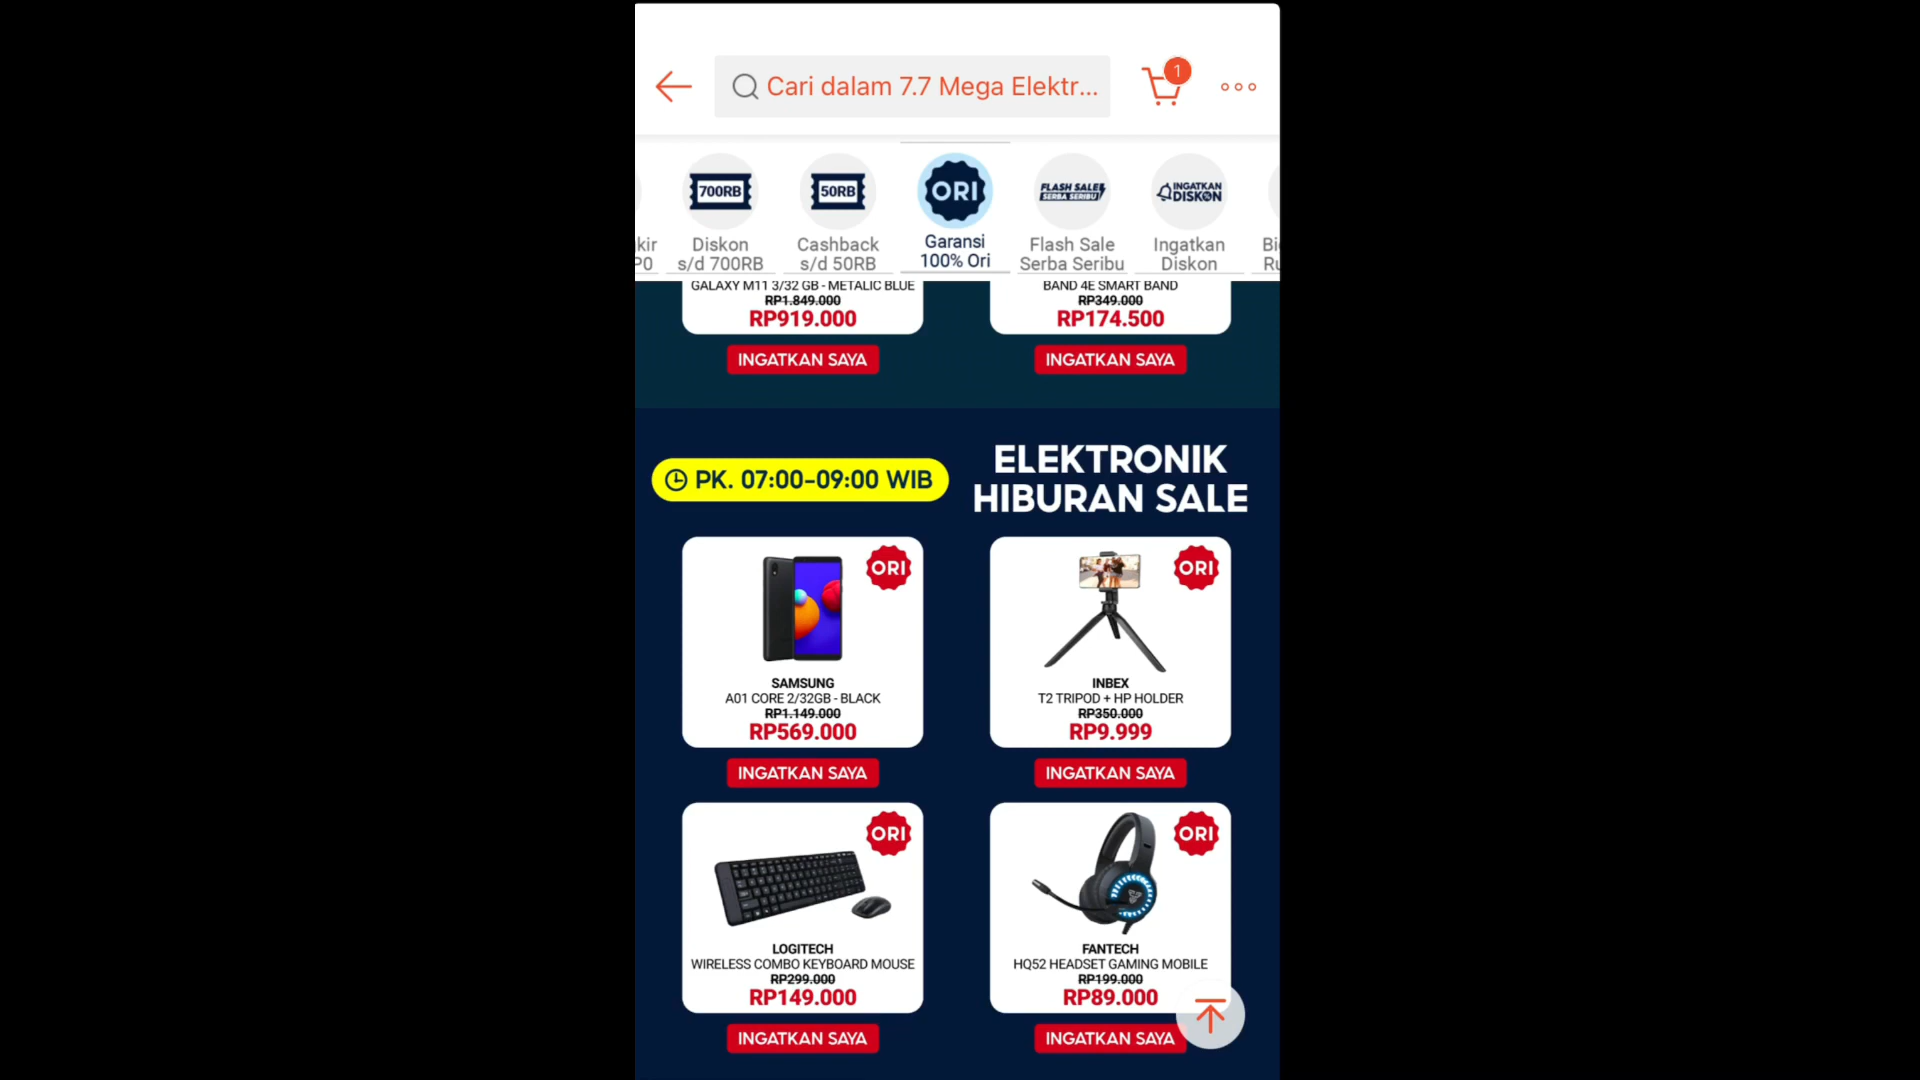 Cari dalam 7.7 Mega Elektr...
1
700RB
50RB
ORI
FLASH SALE
SERBA SERIBU
INGATKAN
DISKON
kir
P0
Diskon
s/d 700RB
Cashback
s/d 50RB
Garansi
100% Ori
Flash Sale
Serba Seribu
Ingatkan
Diskon
Bi
Ru
GALAXY M11 3/32 GB - METALIC BLUE
RP1.849.000
RP919.000
INGATKAN SAYA
BAND 4E SMART BAND
RP349.000
RP174.500
INGATKAN SAYA
PK. 07:00-09:00 WIB
ELEKTRONIK
HIBURAN SALE
ORI
SAMSUNG
A01 CORE 2/32GB - BLACK
RP1.149.000
RP569.000
INGATKAN SAYA
ORI
INBEX
T2 TRIPOD + HP HOLDER
RP350.000
RP9.999
INGATKAN SAYA
ORI
LOGITECH
WIRELESS COMBO KEYBOARD MOUSE
RP299.000
RP149.000
INGATKAN SAYA
ORI
FANTECH
HQ52 HEADSET GAMING MOBILE
RP199.000
RP89.000
INGATKAN SAYA